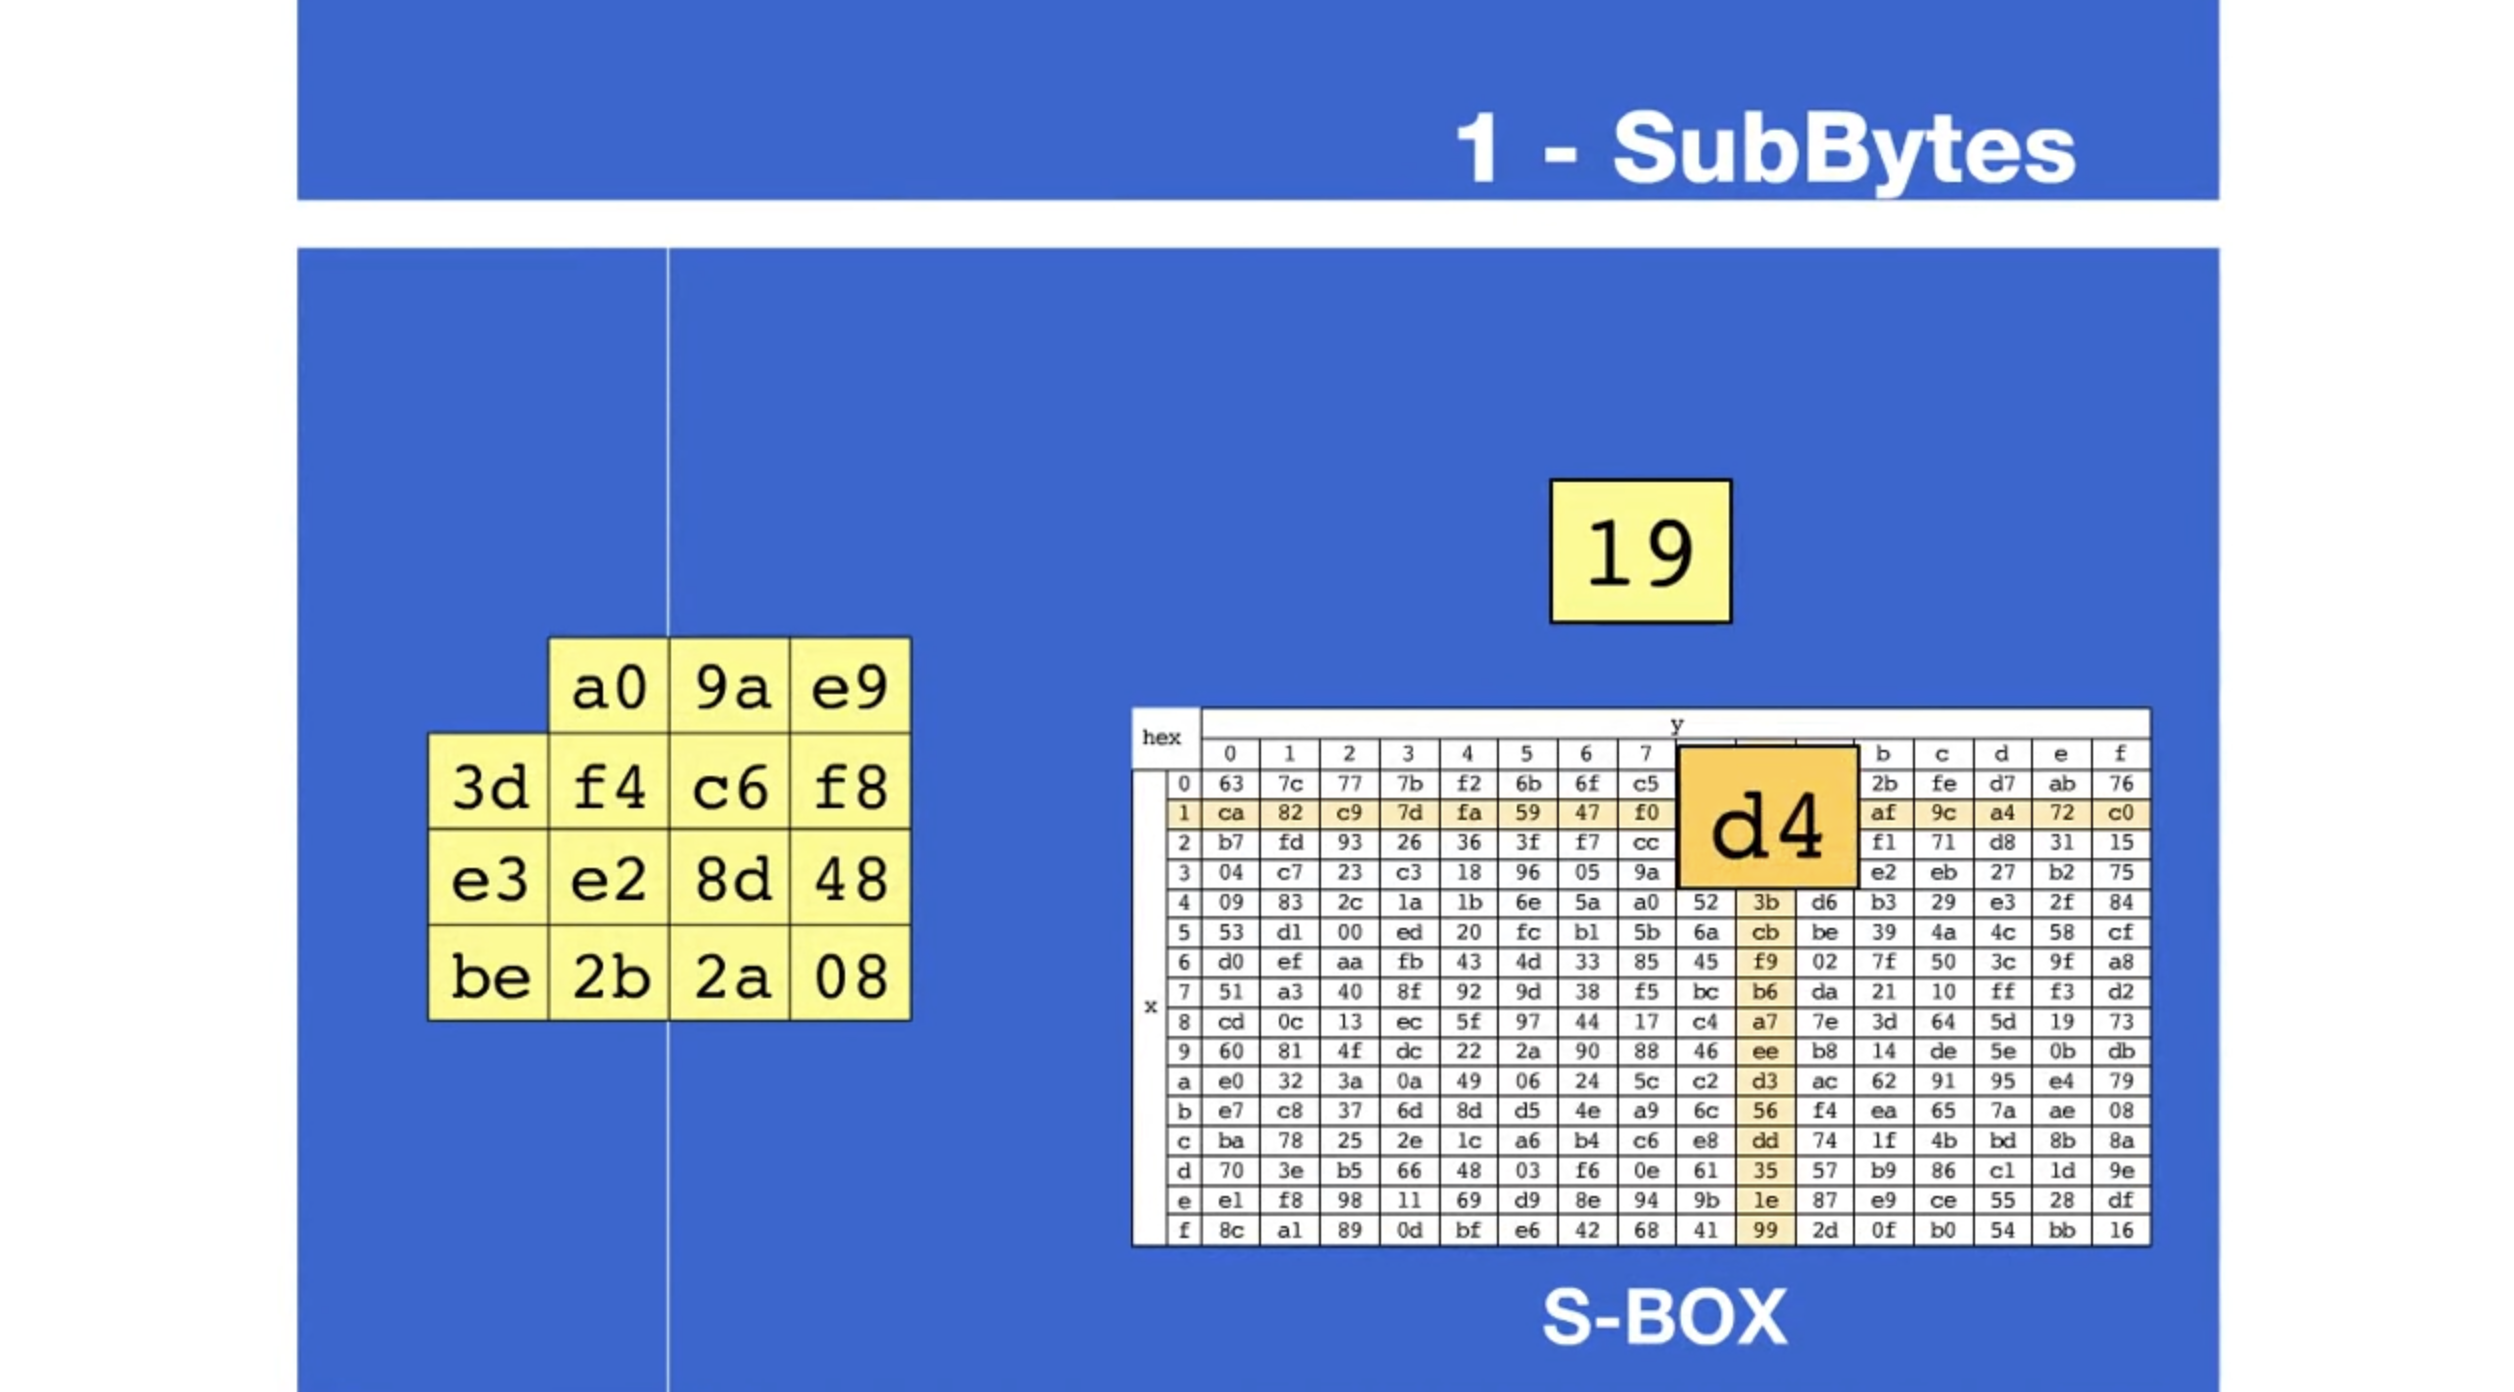 1 - SubBytes
19
a0 9a e9
3d f4 c6 f8
e3 e2 8d 48
be 2b 2a 08
hex y
0 1 2 3 4 5 6 7 b c d e f
d4
x
0 63 7c 77 7b f2 6b 6f c5 2b fe d7 ab 76
1 ca 82 c9 7d fa 59 47 f0 af 9c a4 72 c0
2 b7 fd 93 26 36 3f f7 cc f1 71 d8 31 15
3 04 c7 23 c3 18 96 05 9a e2 eb 27 b2 75
4 09 83 2c 1a 1b 6e 5a a0 52 3b d6 b3 29 e3 2f 84
5 53 d1 00 ed 20 fc b1 5b 6a cb be 39 4a 4c 58 cf
6 d0 ef aa fb 43 4d 33 85 45 f9 02 7f 50 3c 9f a8
7 51 a3 40 8f 92 9d 38 f5 bc b6 da 21 10 ff f3 d2
8 cd 0c 13 ec 5f 97 44 17 c4 a7 7e 3d 64 5d 19 73
9 60 81 4f dc 22 2a 90 88 46 ee b8 14 de 5e 0b db
a e0 32 3a 0a 49 06 24 5c c2 d3 ac 62 91 95 e4 79
b e7 c8 37 6d 8d d5 4e a9 6c 56 f4 ea 65 7a ae 08
c ba 78 25 2e 1c a6 b4 c6 e8 dd 74 1f 4b bd 8b 8a
d 70 3e b5 66 48 03 f6 0e 61 35 57 b9 86 c1 1d 9e
e e1 f8 98 11 69 d9 8e 94 9b 1e 87 e9 ce 55 28 df
f 8c a1 89 0d bf e6 42 68 41 99 2d 0f b0 54 bb 16
S-BOX